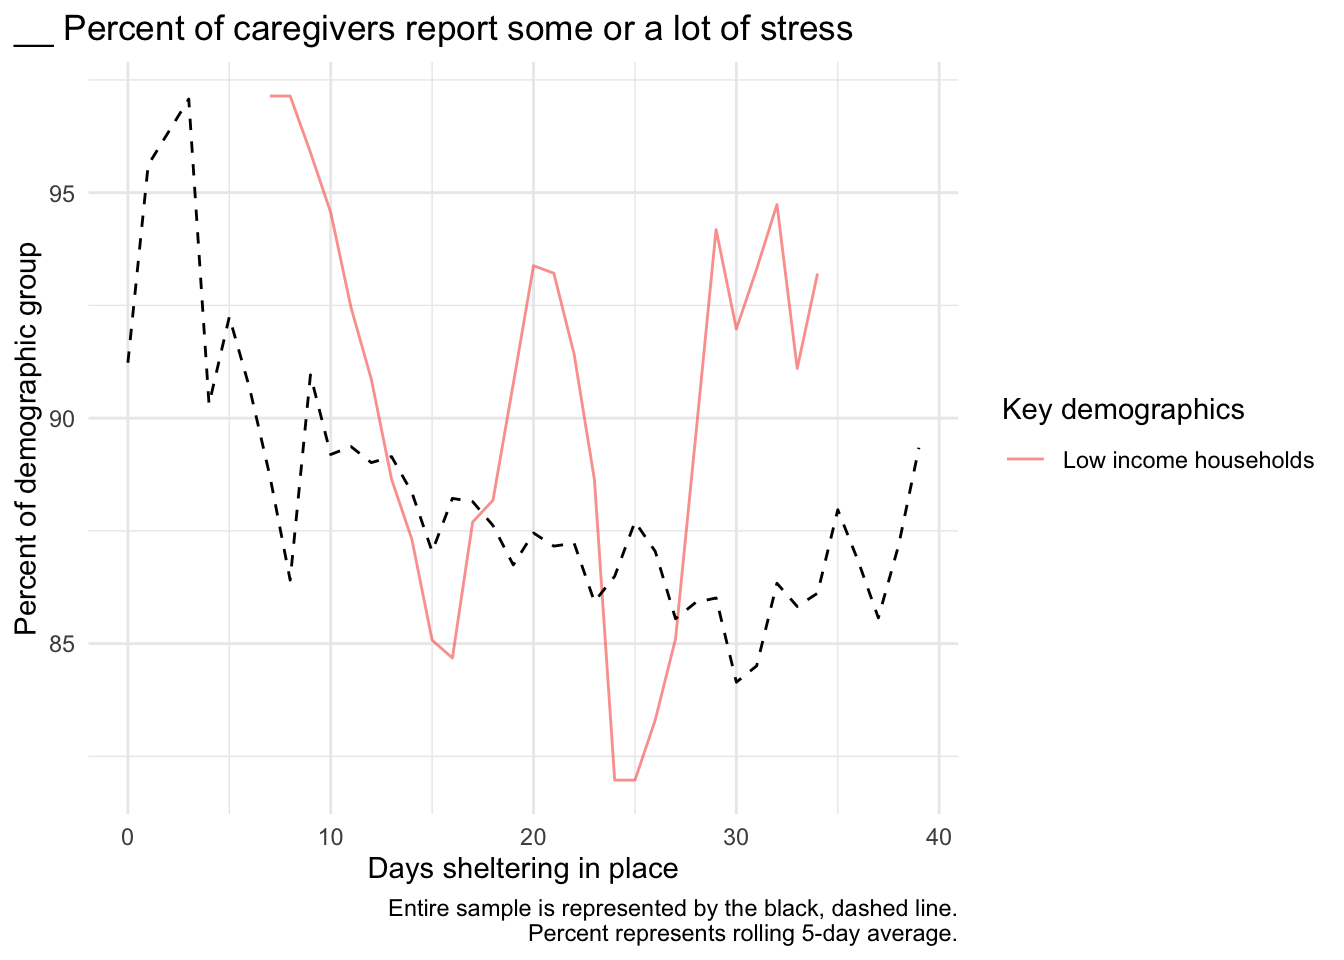 __ Percent of caregivers report some or a lot of stress
Percent of demographic group
95
90
85
0 10 20 30 40
Days sheltering in place
Key demographics
Low income households
Entire sample is represented by the black, dashed line.
Percent represents rolling 5-day average.